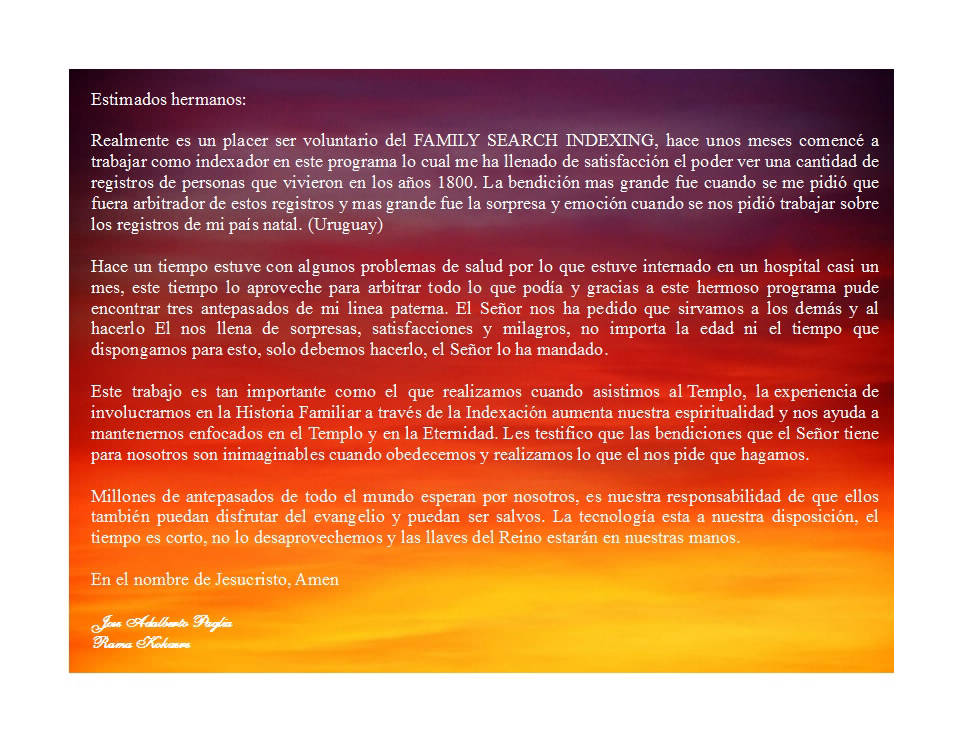 Estimados hermanos:
Realmente es un placer ser voluntario del FAMILY SEARCH INDEXING, hace unos meses comencé a
trabajar como indexador en este programa lo cual me ha llenado de satisfacción el poder ver una cantidad de
registros de personas que vivieron en los años 1800. La bendición mas grande fue cuando se me pidió que
fuera arbitrador de estos registros y mas grande fue la sorpresa y emoción cuando se nos pidió trabajar sobre
los registros de mi país natal. (Uruguay)
Hace un tiempo estuve con algunos problemas de salud por lo que estuve internado en un hospital casi un
mes, este tiempo lo aproveche para arbitrar todo lo que podía y gracias a este hermoso programa pude
encontrar tres antepasados de mi linea paterna. El Señor nos ha pedido que sirvamos a los demás y al
hacerlo El nos llena de sorpresas, satisfacciones y milagros, no importa la edad ni el tiempo que
dispongamos para esto, solo debemos hacerlo, el Señor lo ha mandado.
Este trabajo es tan importante como el que realizamos cuando asistimos al Templo, la experiencia de
involucrarnos en la Historia Familiar a través de la Indexación aumenta nuestra espiritualidad y nos ayuda a
mantenernos enfocados en el Templo y en la Eternidad. Les testifico que las bendiciones que el Señor tiene
para nosotros son inimaginables cuando obedecemos y realizamos lo que el nos pide que hagamos.
Millones de antepasados de todo el mundo esperan por nosotros, es nuestra responsabilidad de que ellos
también puedan disfrutar del evangelio y puedan ser salvos. La tecnología esta a nuestra disposición, el
tiempo es corto, no lo desaprovechemos y las llaves del Reino estarán en nuestras manos.
En el nombre de Jesucristo, Amen
Jose Adalberto Paglia
Rama